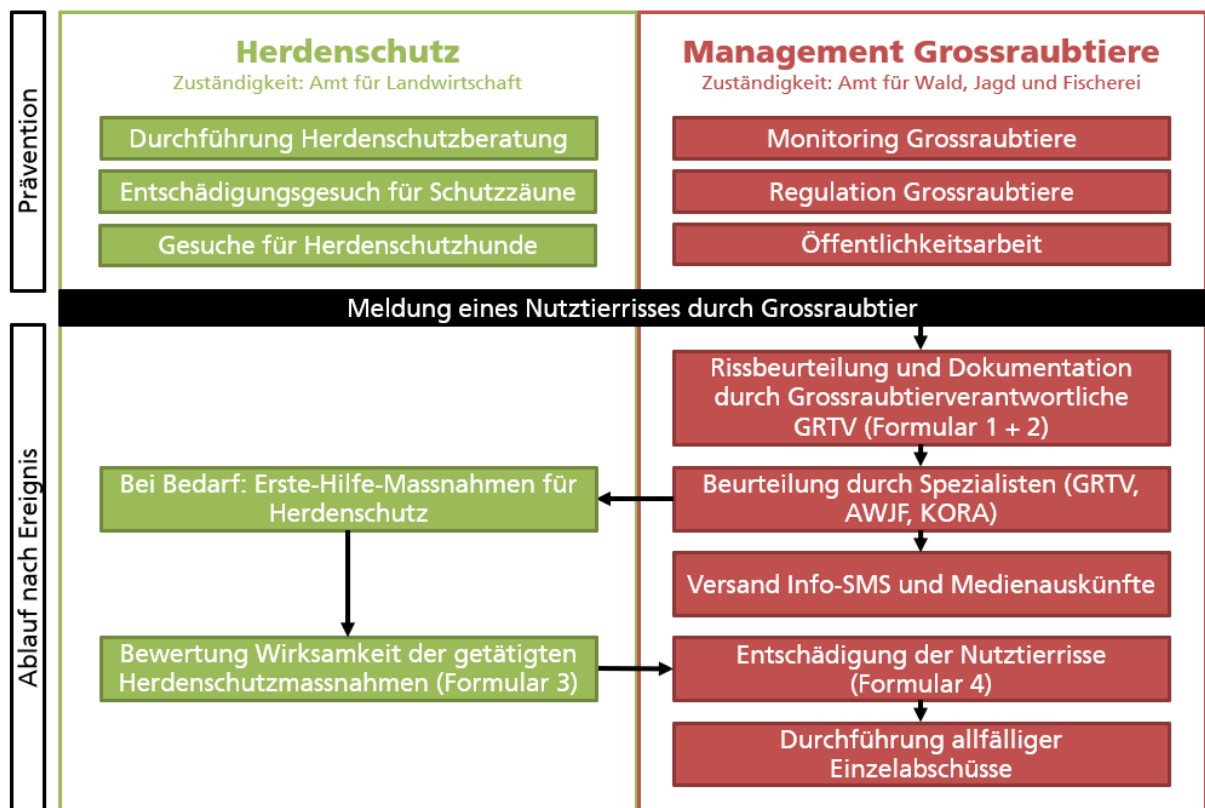 Prävention
Herdenschutz
Zuständigkeit: Amt für Landwirtschaft
Durchführung Herdenschutzberatung
Entschädigungsgesuch für Schutzzäune
Gesuche für Herdenschutzhunde
Management Grossraubtiere
Zuständigkeit: Amt für Wald, Jagd und Fischerei
Monitoring Grossraubtiere
Regulation Grossraubtiere
Öffentlichkeitsarbeit
Meldung eines Nutztierrisses durch Grossraubtier
Ablauf nach Ereignis
Rissbeurteilung und Dokumentation
durch Grossraubtierverantwortliche
GRTV (Formular 1 + 2)
Beurteilung durch Spezialisten (GRTV,
AWJF, KORA)
Bei Bedarf: Erste-Hilfe-Massnahmen für
Herdenschutz
Versand Info-SMS und Medienauskünfte
Bewertung Wirksamkeit der getätigten
Herdenschutzmassnahmen (Formular 3)
Entschädigung der Nutztierrisse
(Formular 4)
Durchführung allfälliger
Einzelabschüsse